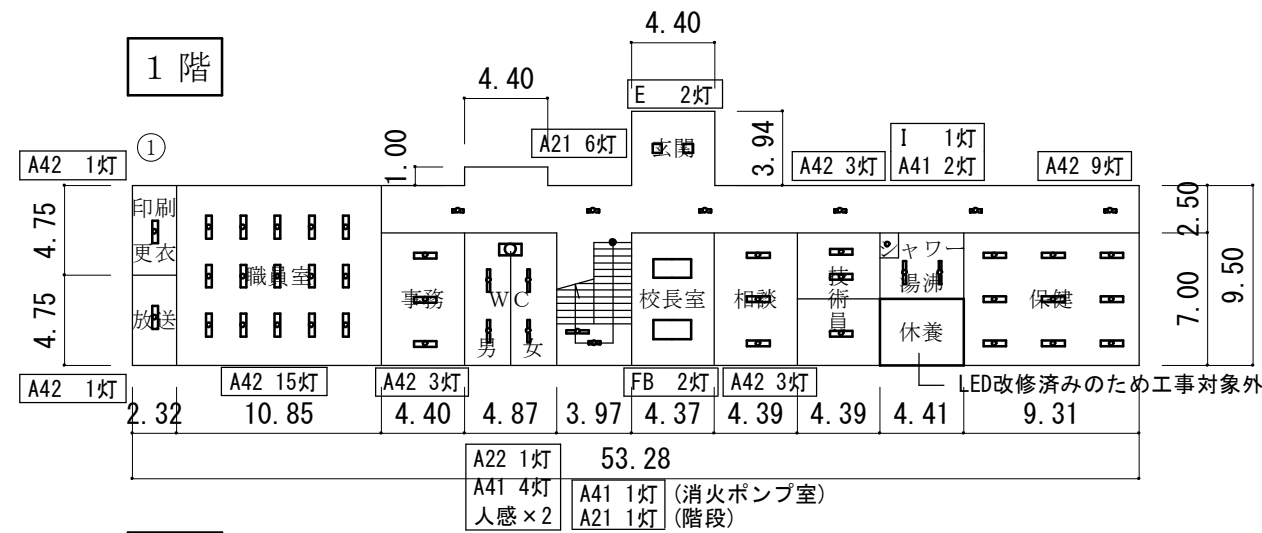 1 階
4.40
4.40
E 2灯
①
1.00
A21 6灯
玄関
3.94
I 1灯
A41 2灯
A42 1灯
A42 3灯
A42 9灯
4.75
4.75
印刷
更衣
放送
職員室
事務
WC
男
女
校長室
相談
技術員
シャワー
湯沸
休養
保健
2.50
7.00
9.50
LED改修済みのため工事対象外
A42 1灯
A42 15灯
A42 3灯
FB 2灯
A42 3灯
2.32
10.85
4.40
4.87
3.97
4.37
4.39
4.39
4.41
9.31
53.28
A22 1灯
A41 4灯
人感×2
A41 1灯 (消火ポンプ室)
A21 1灯 (階段)